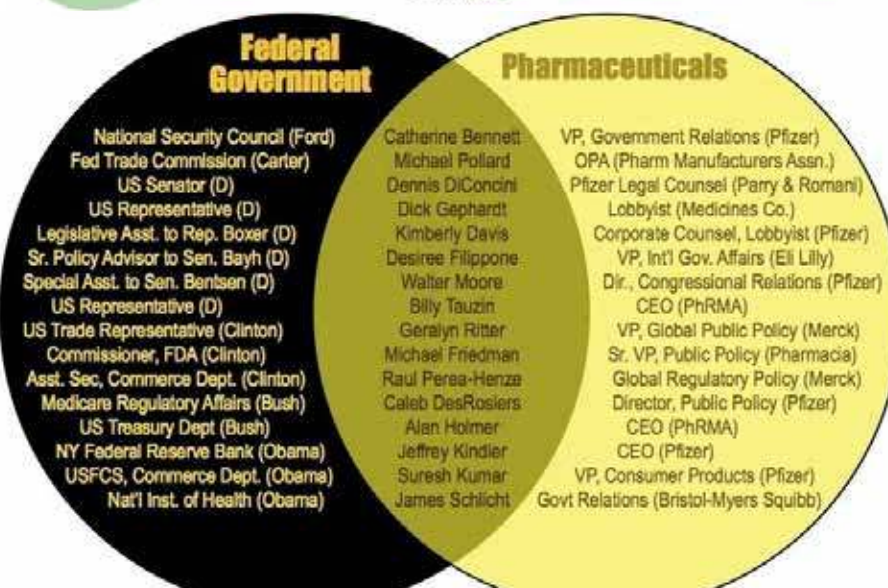 Federal
Government
Pharmaceuticals
National Security Council (Ford) Catherine Bennett VP, Government Relations (Pfizer)
Fed Trade Commission (Carter) Michael Pollard OPA (Pharm Manufacturers Assn.)
US Senator (D) Dennis DiConcini Pfizer Legal Counsel (Parry & Romani)
US Representative (D) Dick Gephardt Lobbyist (Medicines Co.)
Legislative Asst. to Rep. Boxer (D) Kimberly Davis Corporate Counsel, Lobbyist (Pfizer)
Sr. Policy Advisor to Sen. Bayh (D) Desiree Filippone VP, Int'l Gov. Affairs (Eli Lilly)
Special Asst. to Sen. Bentsen (D) Walter Moore Dir., Congressional Relations (Pfizer)
US Representative (D) Billy Tauzin CEO (PhRMA)
US Trade Representative (Clinton) Geralyn Ritter VP, Global Public Policy (Merck)
Commissioner, FDA (Clinton) Michael Friedman Sr. VP, Public Policy (Pharmacia)
Asst. Sec, Commerce Dept. (Clinton) Raul Perea-Henze Global Regulatory Policy (Merck)
Medicare Regulatory Affairs (Bush) Caleb DesRosiers Director, Public Policy (Pfizer)
US Treasury Dept (Bush) Alan Holmer CEO (PhRMA)
NY Federal Reserve Bank (Obama) Jeffrey Kindler CEO (Pfizer)
USFCS, Commerce Dept. (Obama) Suresh Kumar VP, Consumer Products (Pfizer)
Nat'l Inst. of Health (Obama) James Schlicht Govt Relations (Bristol-Myers Squibb)